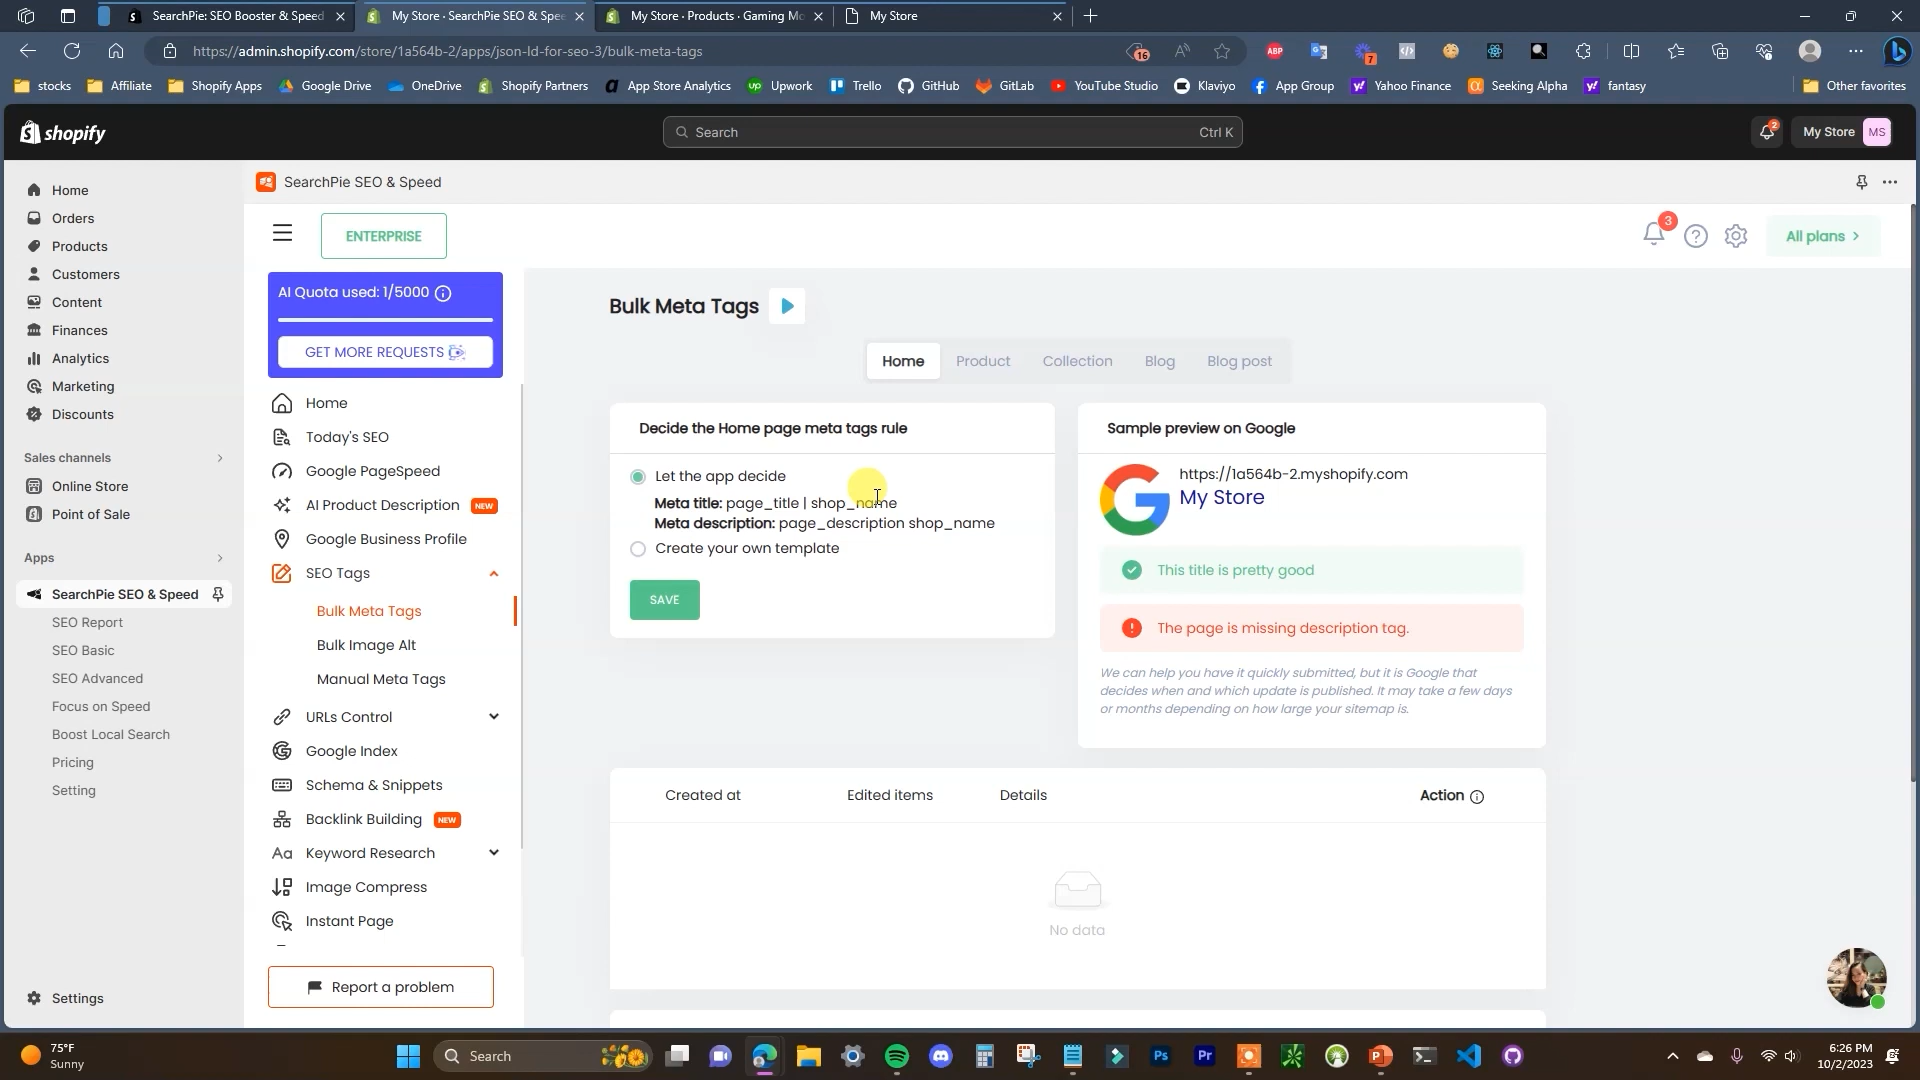 SearchPie: SEO Booster & Speed
My Store · SearchPie SEO & Spee
My Store · Products · Gaming Mo
My Store
https://admin.shopify.com/store/1a564b-2/apps/json-ld-for-seo-3/bulk-meta-tags
16
ABP
7
stocks
Affiliate
Shopify Apps
Google Drive
OneDrive
Shopify Partners
App Store Analytics
Upwork
Trello
GitHub
GitLab
YouTube Studio
Klaviyo
App Group
Yahoo Finance
Seeking Alpha
fantasy
Other favorites
shopify
Search
Ctrl K
2
My Store
MS
Home
Orders
Products
Customers
Content
Finances
Analytics
Marketing
Discounts
Sales channels
Online Store
Point of Sale
Apps
SearchPie SEO & Speed
SEO Report
SEO Basic
SEO Advanced
Focus on Speed
Boost Local Search
Pricing
Setting
Settings
SearchPie SEO & Speed
ENTERPRISE
3
All plans
AI Quota used: 1/5000
GET MORE REQUESTS
Home
Today's SEO
Google PageSpeed
AI Product Description NEW
Google Business Profile
SEO Tags
Bulk Meta Tags
Bulk Image Alt
Manual Meta Tags
URLs Control
Google Index
Schema & Snippets
Backlink Building NEW
Keyword Research
Image Compress
Instant Page
Report a problem
Bulk Meta Tags
Home
Product
Collection
Blog
Blog post
Decide the Home page meta tags rule
Let the app decide
Meta title: page_title | shop_name
Meta description: page_description shop_name
Create your own template
SAVE
Sample preview on Google
https://1a564b-2.myshopify.com
My Store
This title is pretty good
The page is missing description tag.
We can help you have it quickly submitted, but it is Google that
decides when and which update is published. It may take a few days
or months depending on how large your sitemap is.
Created at
Edited items
Details
Action
No data
75°F
Sunny
Search
Ps
Pr
6:26 PM
10/2/2023